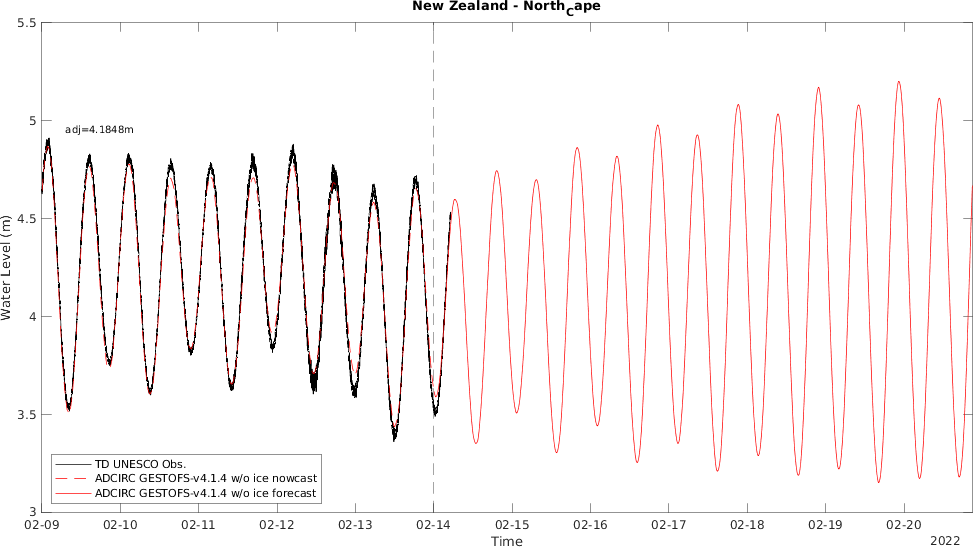 New Zealand - NorthCape
5.5
adj=4.1848m
5
4.5
Water Level (m)
4
3.5
TD UNESCO Obs.
ADCIRC GESTOFS-v4.1.4 w/o ice nowcast
ADCIRC GESTOFS-v4.1.4 w/o ice forecast
3
02-09 02-10 02-11 02-12 02-13 02-14 02-15 02-16 02-17 02-18 02-19 02-20
Time
2022